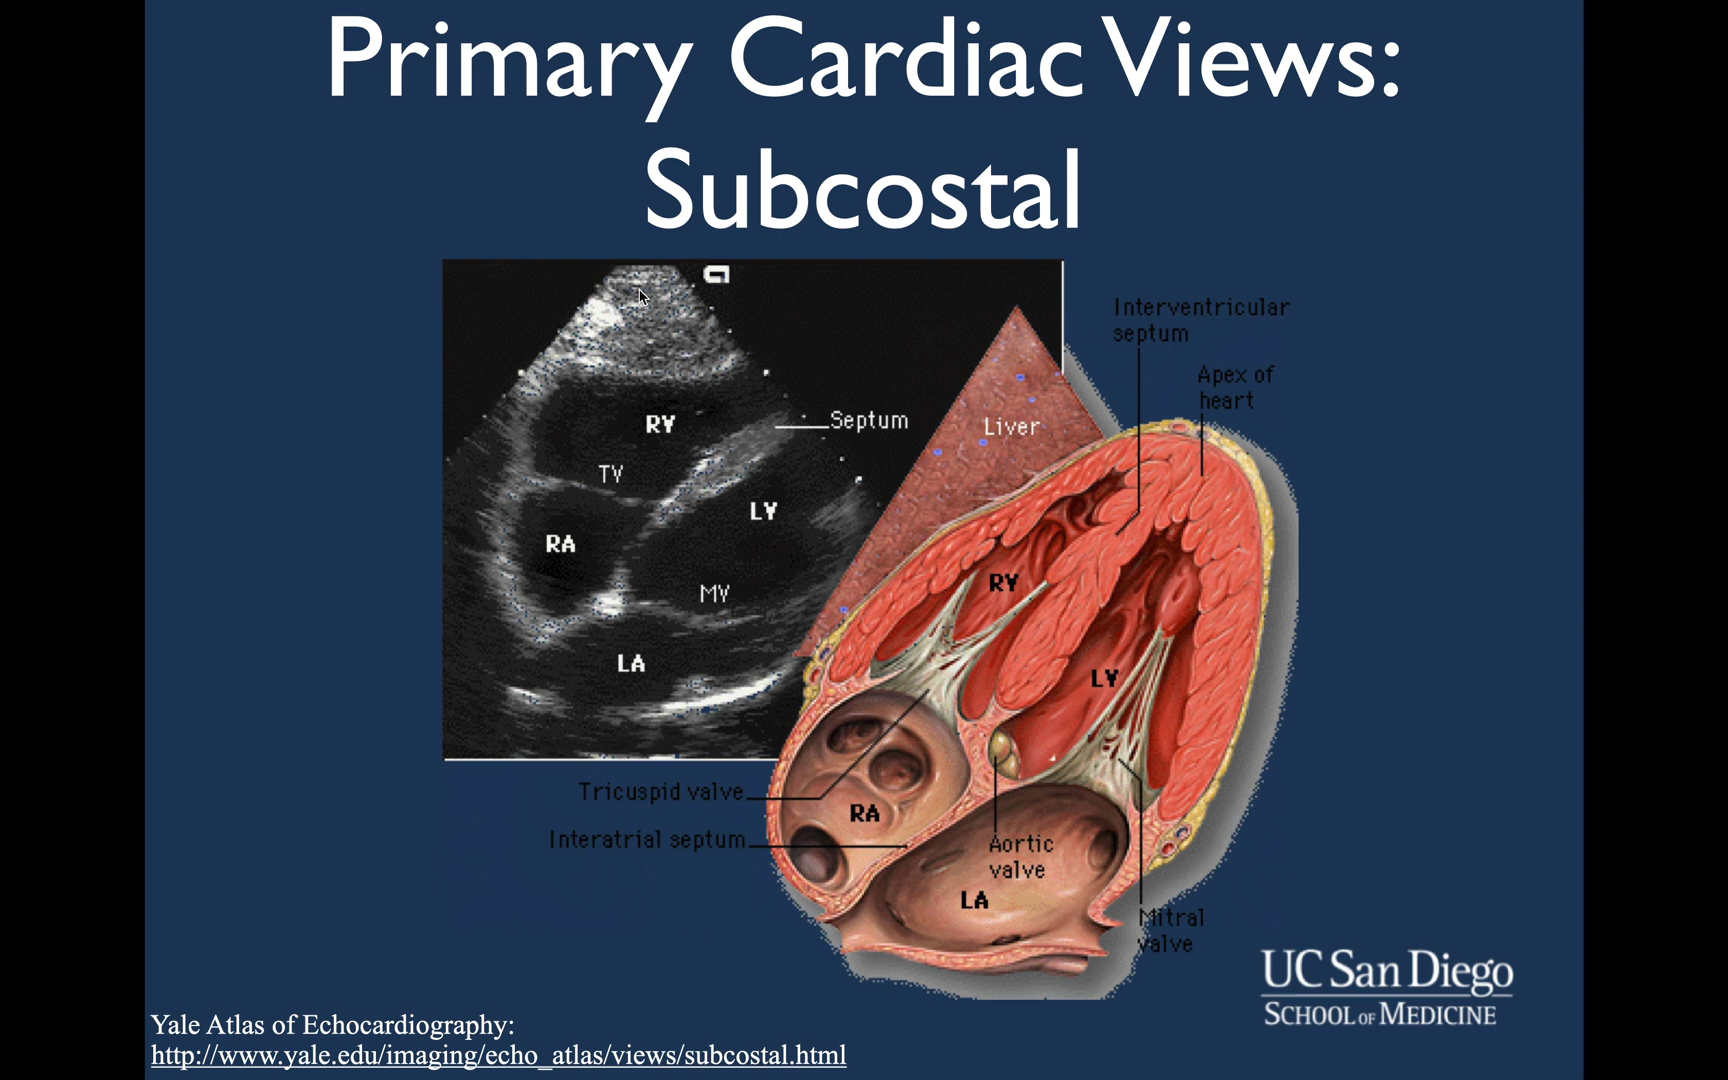 Primary Cardiac Views:
Subcostal
RV
Septum
TV
LV
RA
MV
LA
Interventricular
septum
Apex of
heart
Liver
RV
LV
Tricuspid valve
RA
Interatrial septum
Aortic
valve
LA
Mitral
valve
UC San Diego
SCHOOL OF MEDICINE
Yale Atlas of Echocardiography:
http://www.yale.edu/imaging/echo_atlas/views/subcostal.html